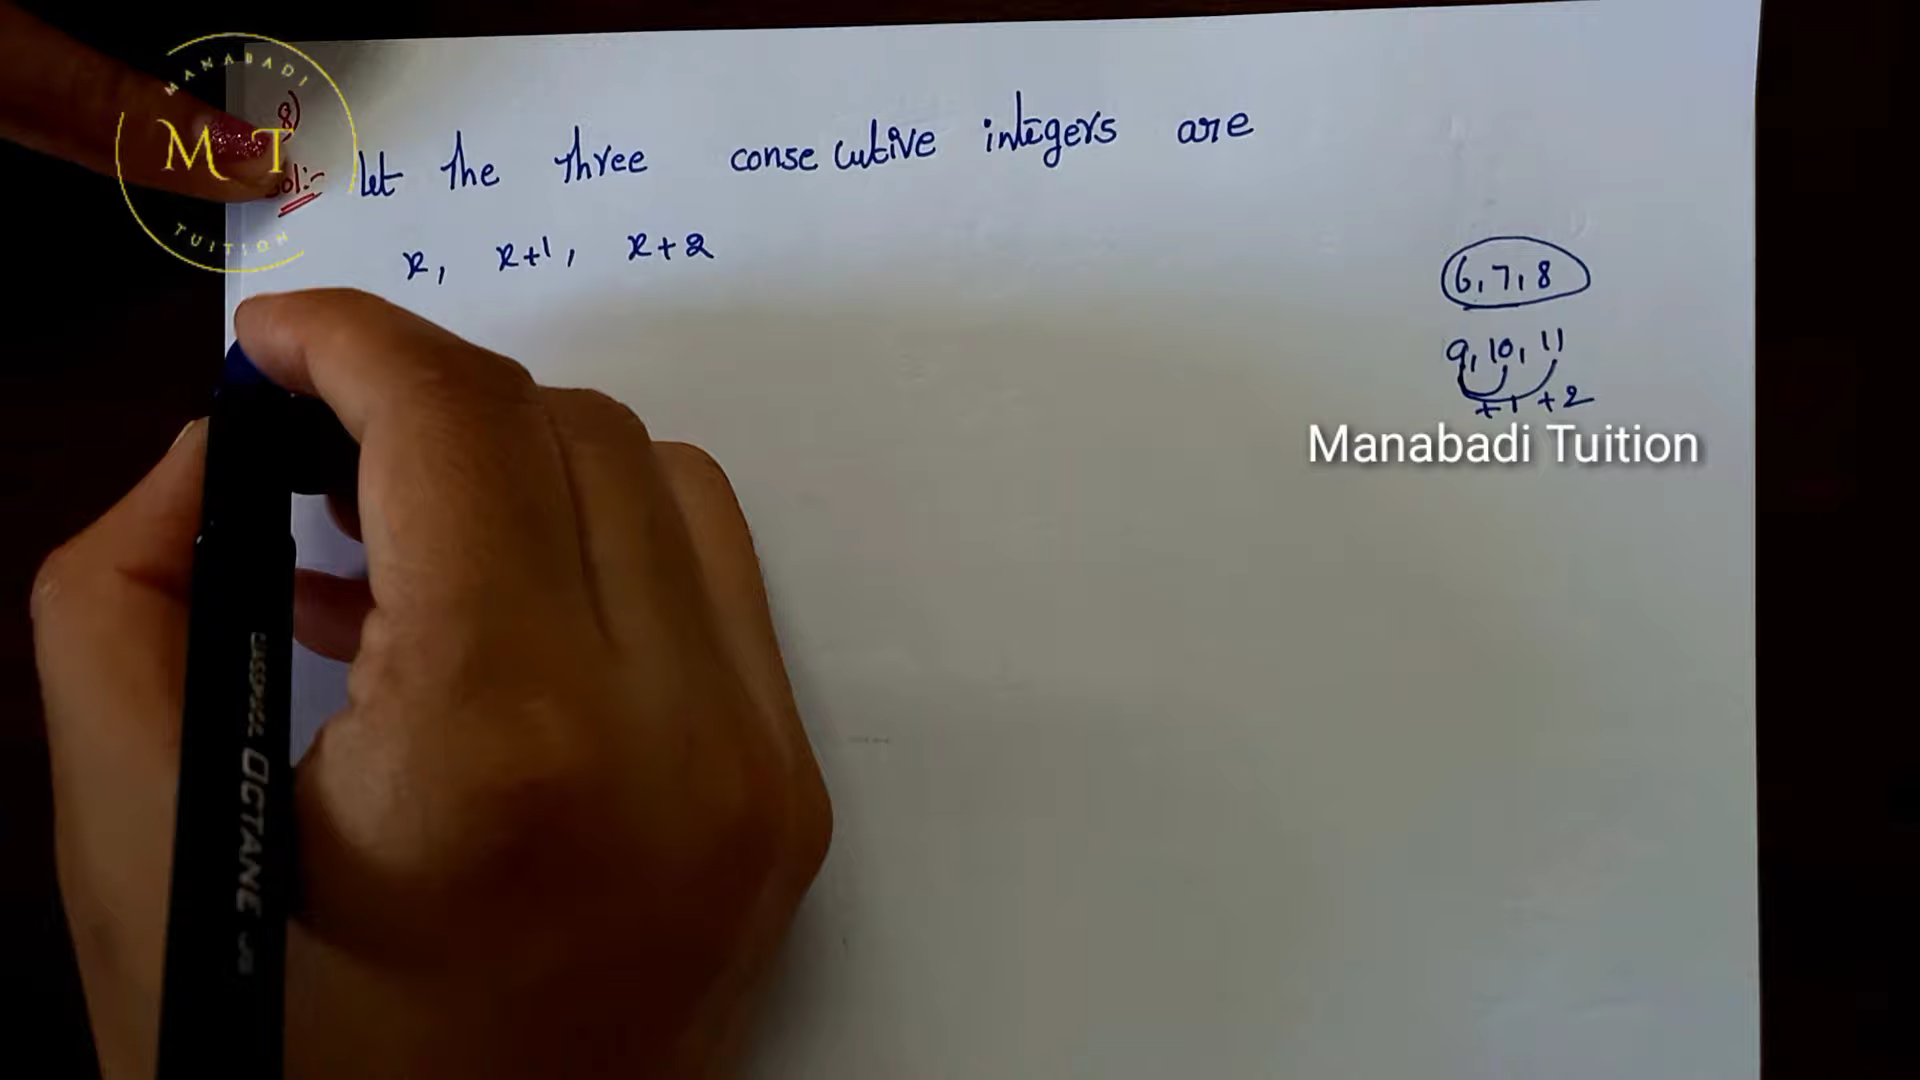 MANABADI
MT
TUITION
8)
Sol:-
let the three consecutive integers are
x, x+1, x+2
6, 7, 8
9, 10, 11
+1 +2
Manabadi Tuition
OCTANE